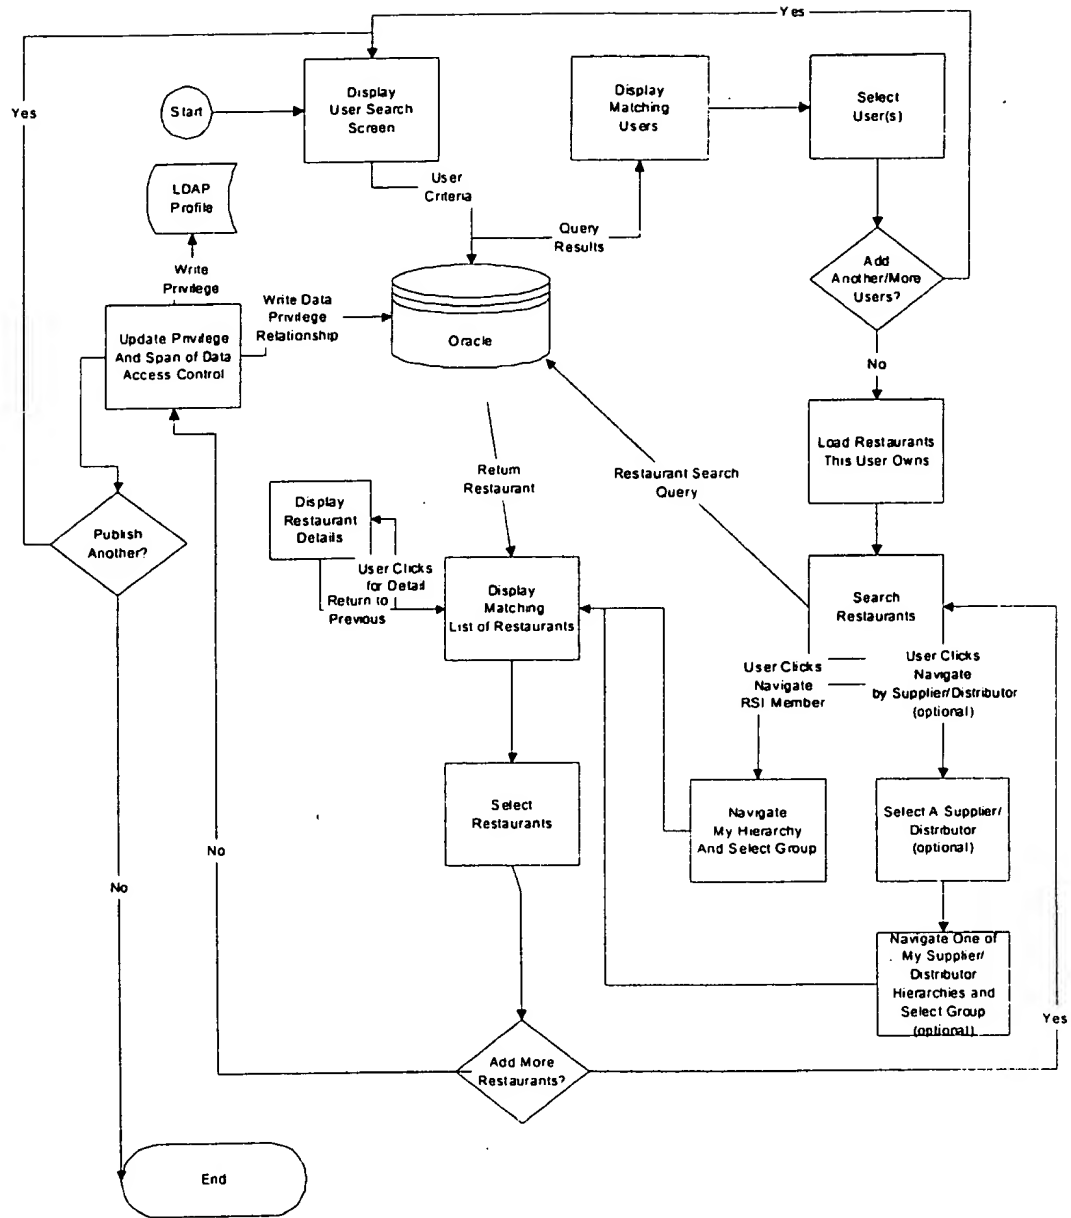 Yes
Yes
Start
Display
User Search
Screen
Display
Matching
Users
Select
User(s)
LDAP
Profile
User
Criteria
Query
Results
Write
Privilege
Write Data
Privilege
Relationship
Add
Another/More
Users?
Update Privilege
And Span of Data
Access Control
Oracle
No
Load Restaurants
This User Owns
Return
Restaurant
Restaurant Search
Query
Display
Restaurant
Details
Publish
Another?
User Clicks
for Detail
Return to
Previous
Display
Matching
List of Restaurants
Search
Restaurants
User Clicks
Navigate
RSI Member
User Clicks
Navigate
by Supplier/Distributor
(optional)
Select
Restaurants
Navigate
My Hierarchy
And Select Group
Select A Supplier/
Distributor
(optional)
No
No
Navigate One of
My Supplier/
Distributor
Hierarchies and
Select Group
(optional)
Yes
Add More
Restaurants?
End